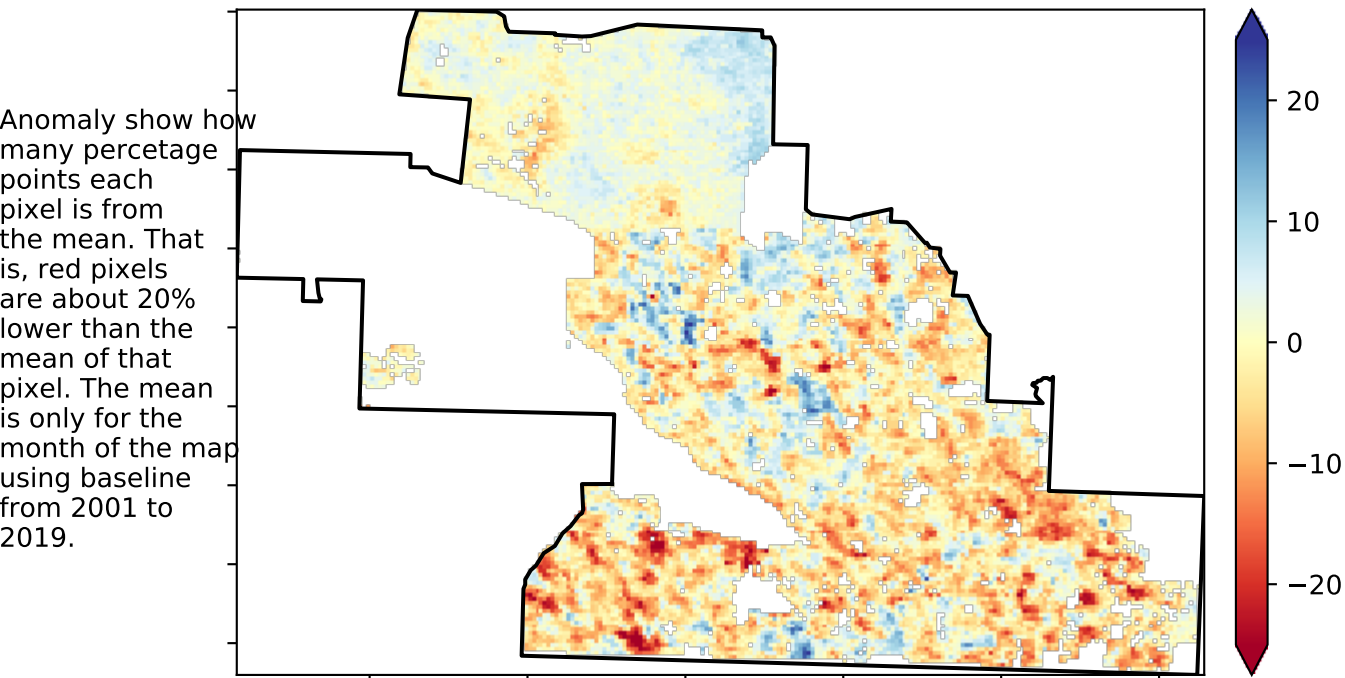 Anomaly show how
many percetage
points each
pixel is from
the mean. That
is, red pixels
are about 20%
lower than the
mean of that
pixel. The mean
is only for the
month of the map
using baseline
from 2001 to
2019.
20
10
0
−10
−20